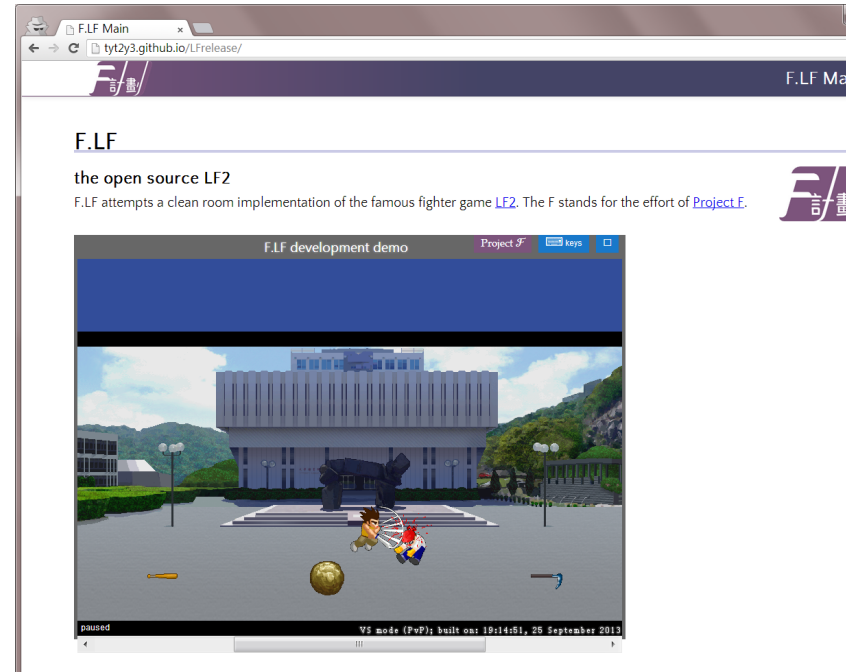 F.LF Main
tyt2y3.github.io/LFrelease/
計劃
F.LF Ma
F.LF
the open source LF2
F.LF attempts a clean room implementation of the famous fighter game LF2. The F stands for the effort of Project F.
F.LF development demo
Project F
keys
paused
VS mode (PvP); built on: 19:14:51, 25 September 2013